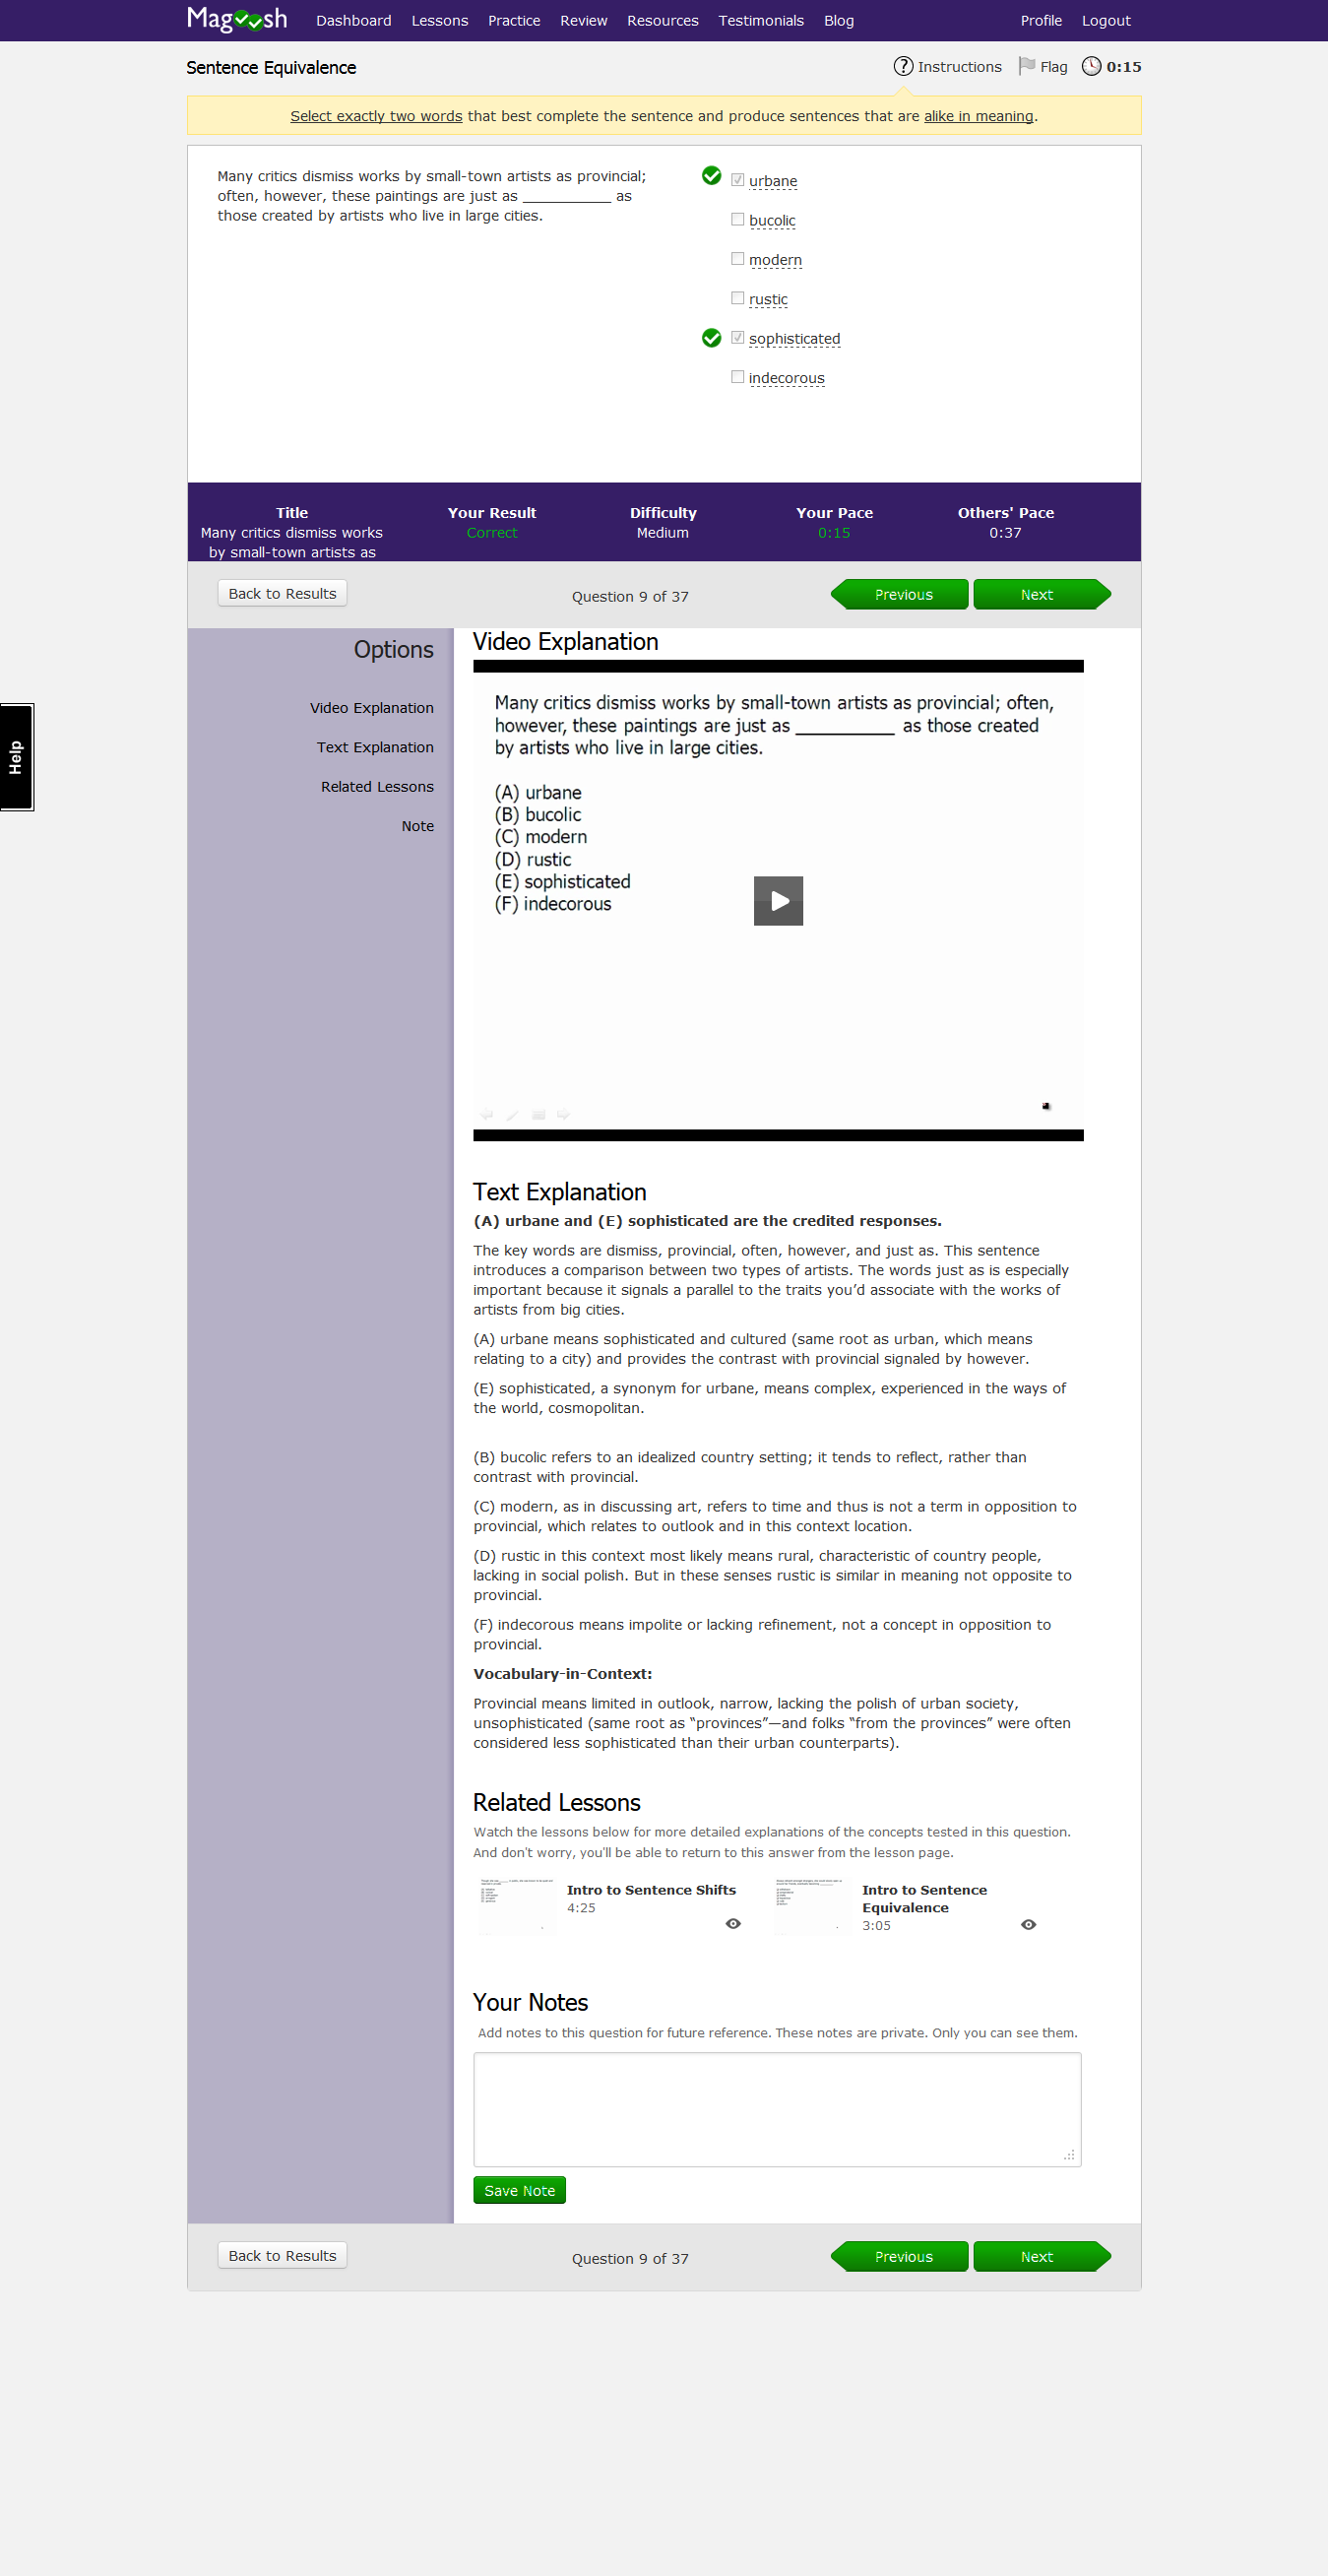 Magoosh
Dashboard Lessons Practice Review Resources Testimonials Blog Profile Logout
Sentence Equivalence
Instructions Flag 0:15
Select exactly two words that best complete the sentence and produce sentences that are alike in meaning.
Many critics dismiss works by small-town artists as provincial;
often, however, these paintings are just as ____________ as
those created by artists who live in large cities.
urbane
bucolic
modern
rustic
sophisticated
indecorous
Title
Many critics dismiss works
by small-town artists as
Your Result
Correct
Difficulty
Medium
Your Pace
0:15
Others' Pace
0:37
Back to Results
Question 9 of 37
Previous
Next
Help
Options
Video Explanation
Text Explanation
Related Lessons
Note
Video Explanation
Many critics dismiss works by small-town artists as provincial; often,
however, these paintings are just as __________ as those created
by artists who live in large cities.
(A) urbane
(B) bucolic
(C) modern
(D) rustic
(E) sophisticated
(F) indecorous
Text Explanation
(A) urbane and (E) sophisticated are the credited responses.
The key words are dismiss, provincial, often, however, and just as. This sentence
introduces a comparison between two types of artists. The words just as is especially
important because it signals a parallel to the traits you’d associate with the works of
artists from big cities.
(A) urbane means sophisticated and cultured (same root as urban, which means
relating to a city) and provides the contrast with provincial signaled by however.
(E) sophisticated, a synonym for urbane, means complex, experienced in the ways of
the world, cosmopolitan.
(B) bucolic refers to an idealized country setting; it tends to reflect, rather than
contrast with provincial.
(C) modern, as in discussing art, refers to time and thus is not a term in opposition to
provincial, which relates to outlook and in this context location.
(D) rustic in this context most likely means rural, characteristic of country people,
lacking in social polish. But in these senses rustic is similar in meaning not opposite to
provincial.
(F) indecorous means impolite or lacking refinement, not a concept in opposition to
provincial.
Vocabulary-in-Context:
Provincial means limited in outlook, narrow, lacking the polish of urban society,
unsophisticated (same root as “provinces”—and folks “from the provinces” were often
considered less sophisticated than their urban counterparts).
Related Lessons
Watch the lessons below for more detailed explanations of the concepts tested in this question.
And don't worry, you'll be able to return to this answer from the lesson page.
Intro to Sentence Shifts
4:25
Intro to Sentence
Equivalence
3:05
Your Notes
Add notes to this question for future reference. These notes are private. Only you can see them.
Save Note
Back to Results
Question 9 of 37
Previous
Next